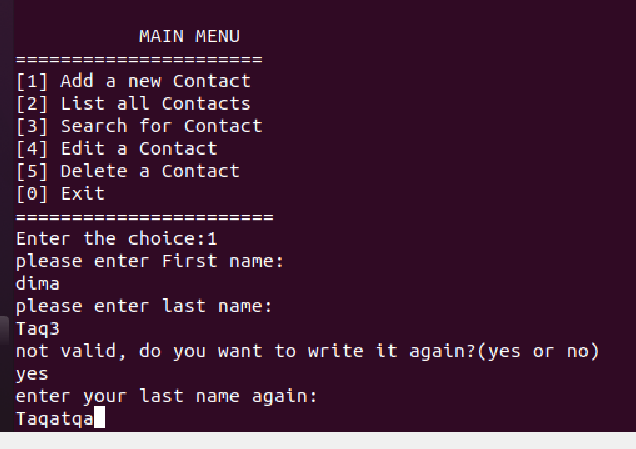 MAIN MENU
======================
[1] Add a new Contact
[2] List all Contacts
[3] Search for Contact
[4] Edit a Contact
[5] Delete a Contact
[0] Exit
=======================
Enter the choice:1
please enter First name:
dima
please enter last name:
Taq3
not valid, do you want to write it again?(yes or no)
yes
enter your last name again:
Taqatqa